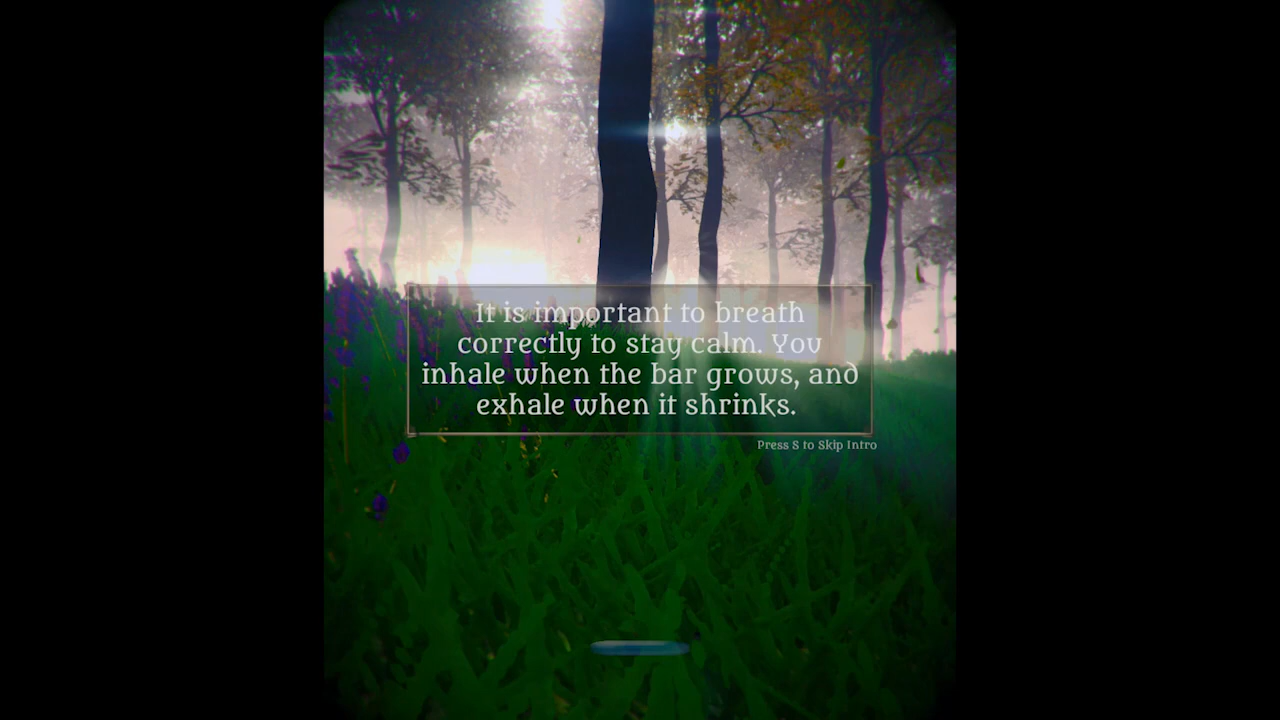 It is important to breath
correctly to stay calm. You
inhale when the bar grows, and
exhale when it shrinks.
Press S to Skip Intro